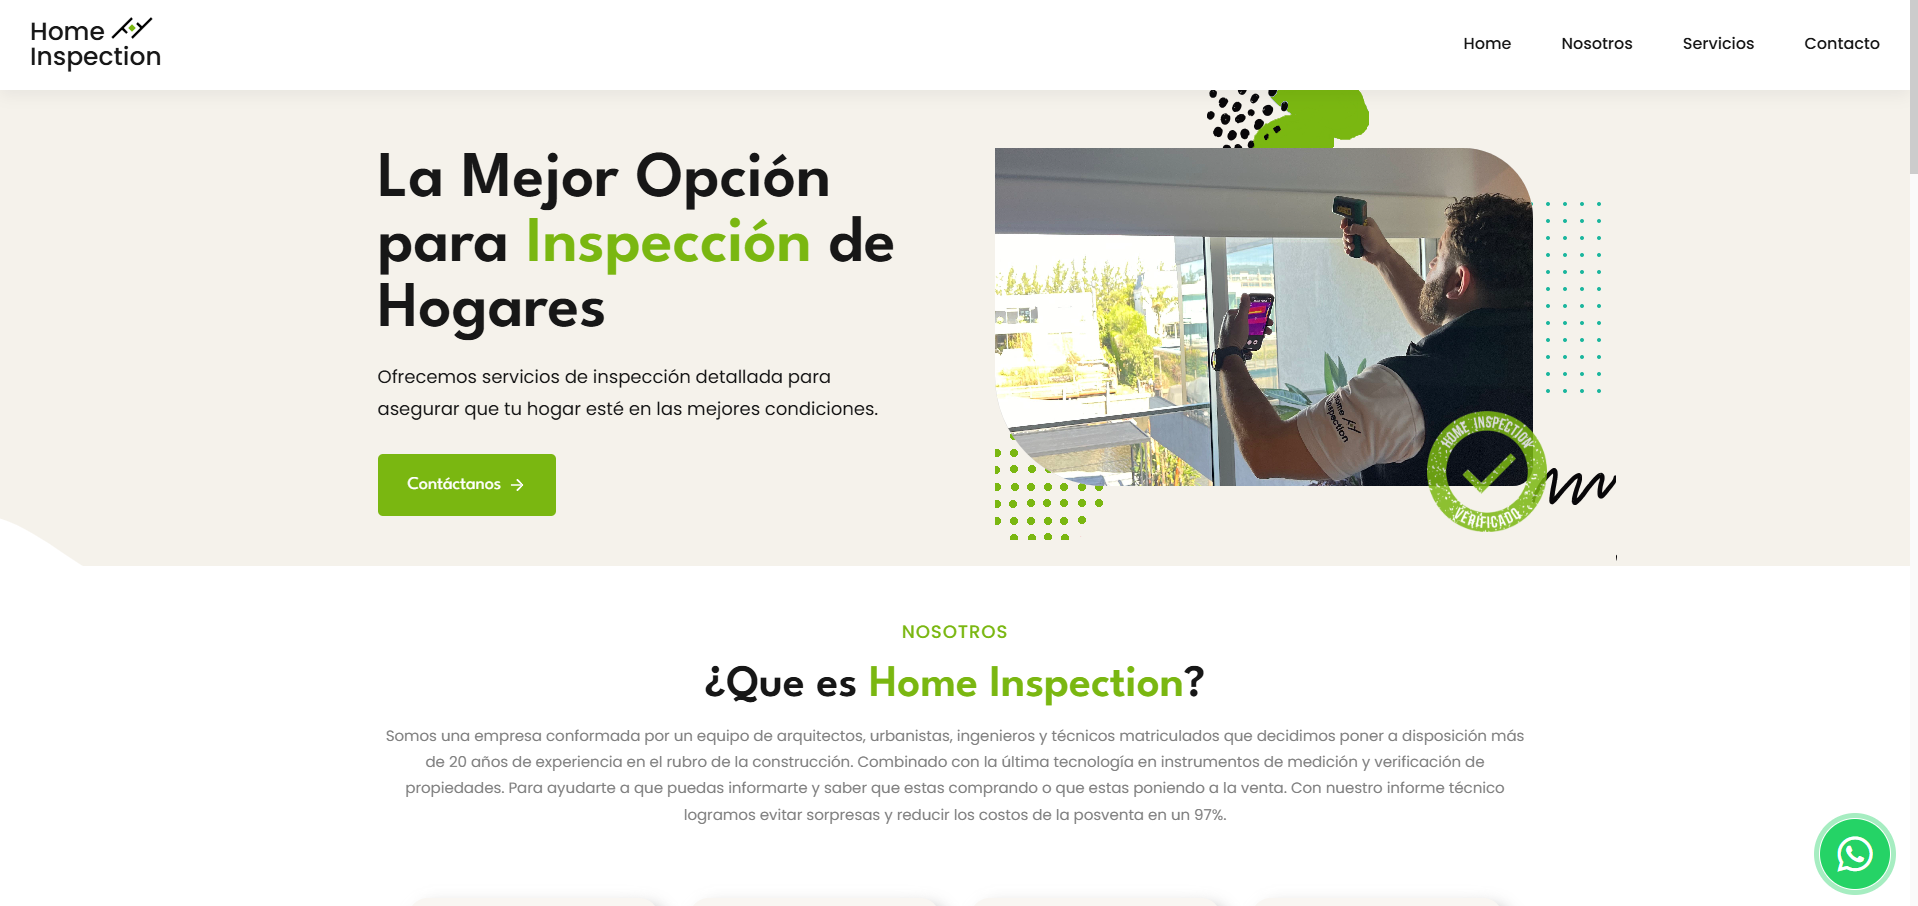 Home
Inspection
Home Nosotros Servicios Contacto
La Mejor Opción
para Inspección de
Hogares
Ofrecemos servicios de inspección detallada para
asegurar que tu hogar esté en las mejores condiciones.
Contáctanos
Home
Inspection
HOME INSPECTION
VERIFICADO
NOSOTROS
¿Que es Home Inspection?
Somos una empresa conformada por un equipo de arquitectos, urbanistas, ingenieros y técnicos matriculados que decidimos poner a disposición más
de 20 años de experiencia en el rubro de la construcción. Combinado con la última tecnología en instrumentos de medición y verificación de
propiedades. Para ayudarte a que puedas informarte y saber que estas comprando o que estas poniendo a la venta. Con nuestro informe técnico
logramos evitar sorpresas y reducir los costos de la posventa en un 97%.